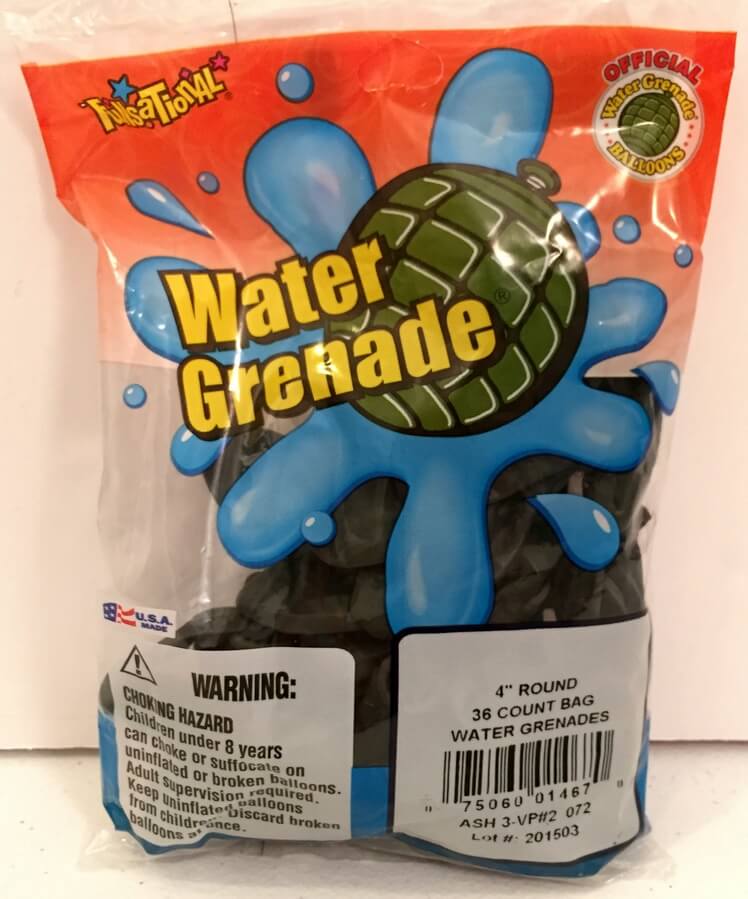 FUNsaTIONAL
OFFICIAL
Water Grenade
BALLOONS
Water
Grenade®
U.S.A.
MADE
WARNING:
CHOKING HAZARD
Children under 8 years
can choke or suffocate on
uninflated or broken balloons.
Adult supervision required.
Keep uninflated balloons
from children. Discard broken
balloons at once.
4" ROUND
36 COUNT BAG
WATER GRENADES
0 75060 01467 9
ASH 3-VP#2 072
Lot #: 201503